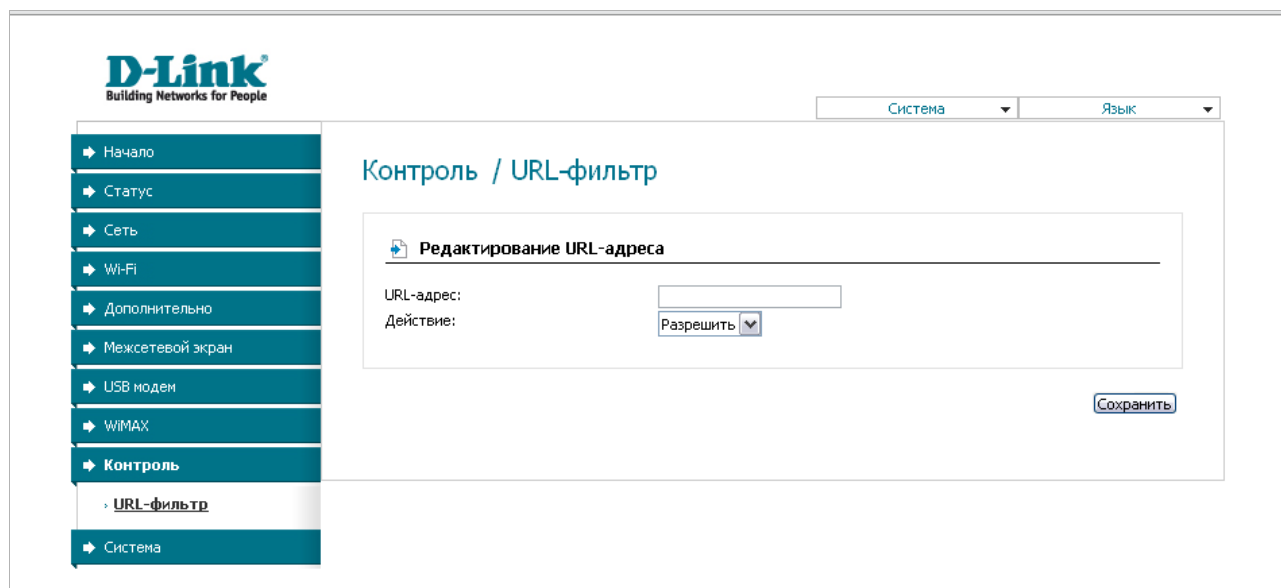 D-Link
Building Networks for People
Система
Язык
Начало
Статус
Сеть
Wi-Fi
Дополнительно
Межсетевой экран
USB модем
WiMAX
Контроль
URL-фильтр
Система
Контроль / URL-фильтр
Редактирование URL-адреса
URL-адрес:
Действие: Разрешить
Сохранить